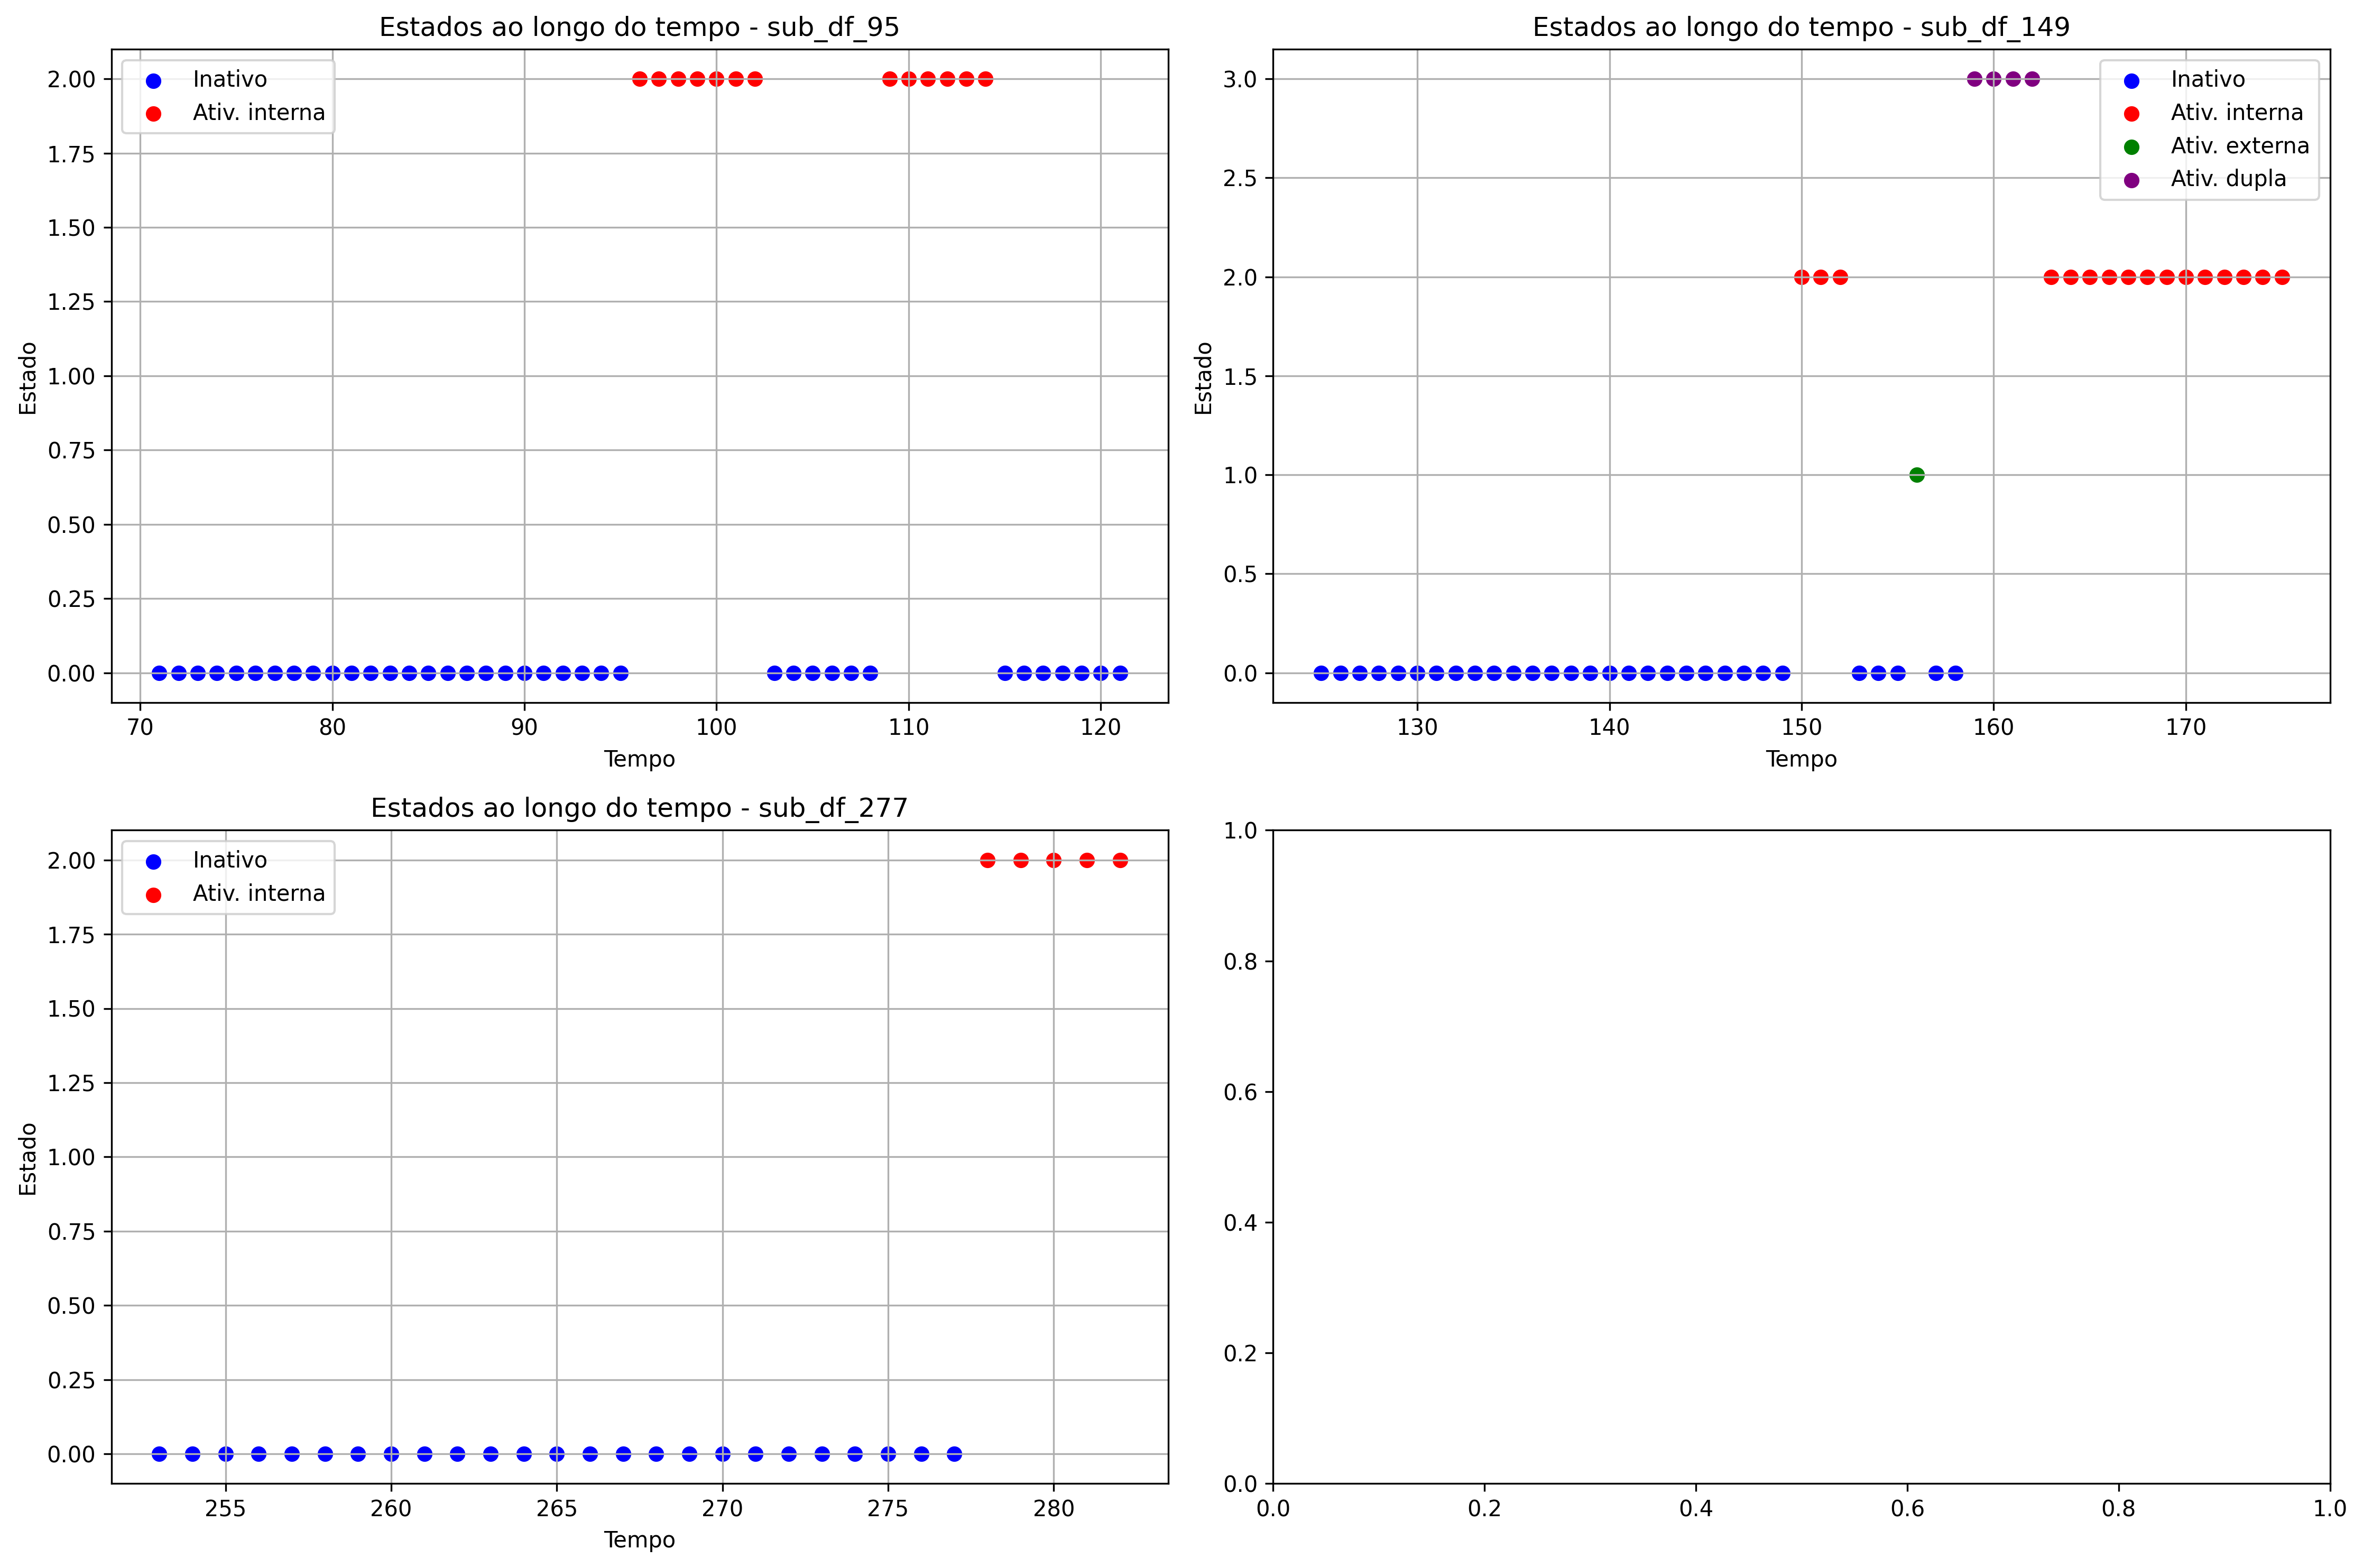 Estados ao longo do tempo - sub_df_95
Inativo
Ativ. interna
2.00
1.75
1.50
1.25
1.00
0.75
0.50
0.25
0.00
Estado
70 80 90 100 110 120
Tempo
Estados ao longo do tempo - sub_df_149
Inativo
Ativ. interna
Ativ. externa
Ativ. dupla
3.0
2.5
2.0
1.5
1.0
0.5
0.0
Estado
130 140 150 160 170
Tempo
Estados ao longo do tempo - sub_df_277
Inativo
Ativ. interna
2.00
1.75
1.50
1.25
1.00
0.75
0.50
0.25
0.00
Estado
255 260 265 270 275 280
Tempo
1.0
0.8
0.6
0.4
0.2
0.0
0.0 0.2 0.4 0.6 0.8 1.0